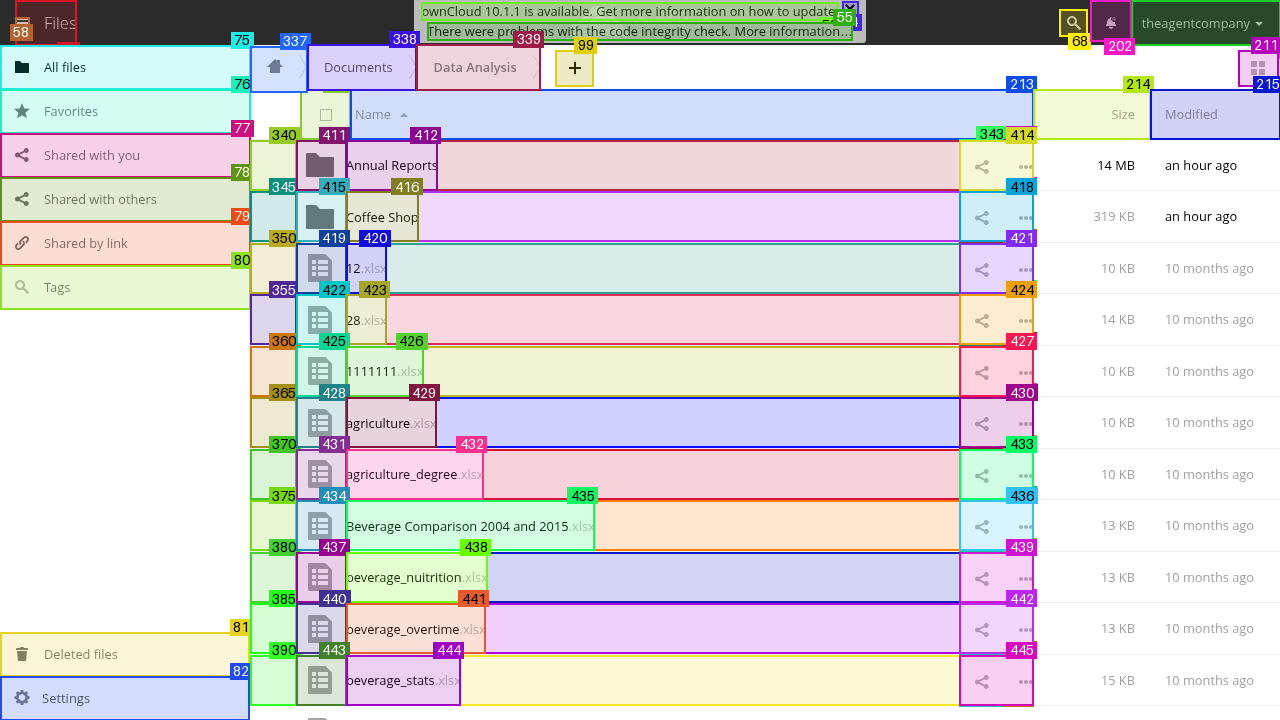 ownCloud 10.1.1 is available. Get more information on how to update
There were problems with the code integrity check. More information...
55
58
Files
68
202
theagentcompany
75
All files
337
338
Documents
339
Data Analysis
99
+
211
76
Favorites
213
Name
214
Size
215
Modified
77
Shared with you
340
411
412
Annual Reports
343
414
14 MB
an hour ago
78
Shared with others
345
415
416
Coffee Shop
418
319 KB
an hour ago
79
Shared by link
350
419
420
12.xlsx
421
10 KB
10 months ago
80
Tags
355
422
423
28.xlsx
424
14 KB
10 months ago
360
425
426
1111111.xlsx
427
10 KB
10 months ago
365
428
429
agriculture.xlsx
430
10 KB
10 months ago
370
431
432
agriculture_degree.xlsx
433
10 KB
10 months ago
375
434
435
Beverage Comparison 2004 and 2015.xlsx
436
13 KB
10 months ago
380
437
438
beverage_nuitrition.xlsx
439
13 KB
10 months ago
385
440
441
beverage_overtime.xlsx
442
13 KB
10 months ago
81
Deleted files
390
443
444
beverage_stats.xlsx
445
15 KB
10 months ago
82
Settings